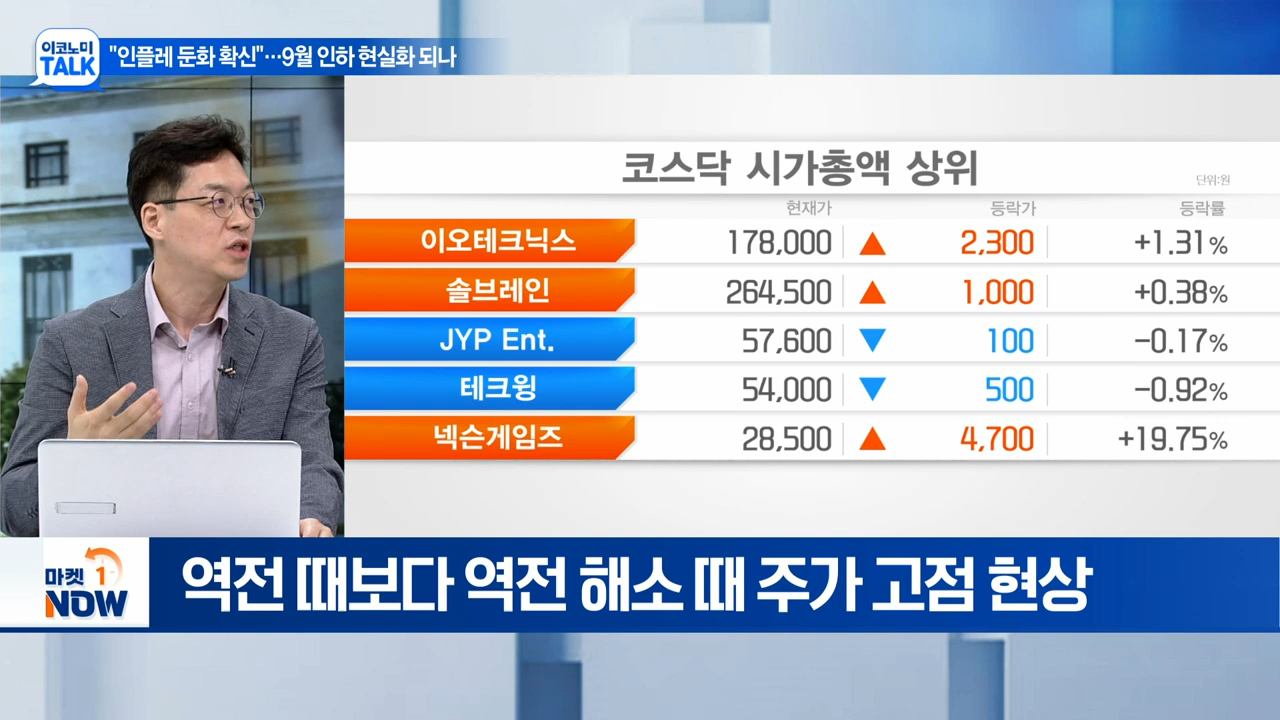 이코노미
TALK
"인플레 둔화 확신"…9월 인하 현실화 되나
코스닥 시가총액 상위
단위:원
현재가 등락가 등락률
이오테크닉스 178,000 ▲ 2,300 +1.31%
솔브레인 264,500 ▲ 1,000 +0.38%
JYP Ent. 57,600 ▼ 100 -0.17%
테크윙 54,000 ▼ 500 -0.92%
넥슨게임즈 28,500 ▲ 4,700 +19.75%
마켓 1
NOW
역전 때보다 역전 해소 때 주가 고점 현상